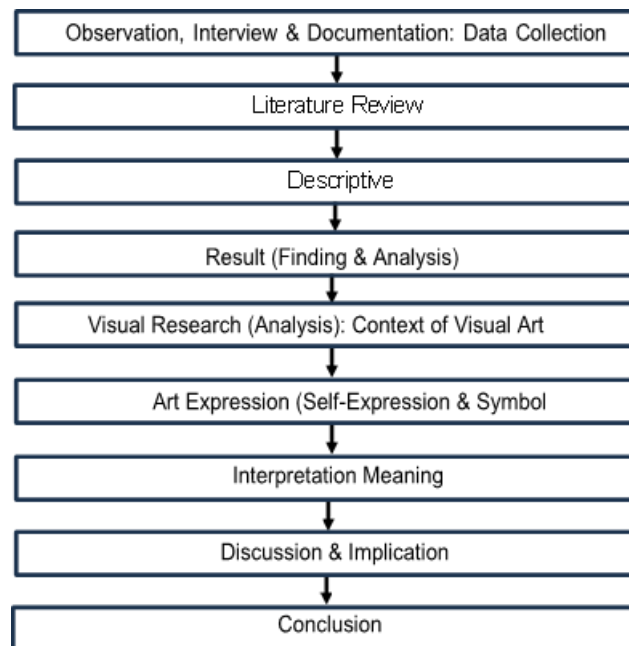 Observation, Interview & Documentation: Data Collection
Literature Review
Descriptive
Result (Finding & Analysis)
Visual Research (Analysis): Context of Visual Art
Art Expression (Self-Expression & Symbol
Interpretation Meaning
Discussion & Implication
Conclusion